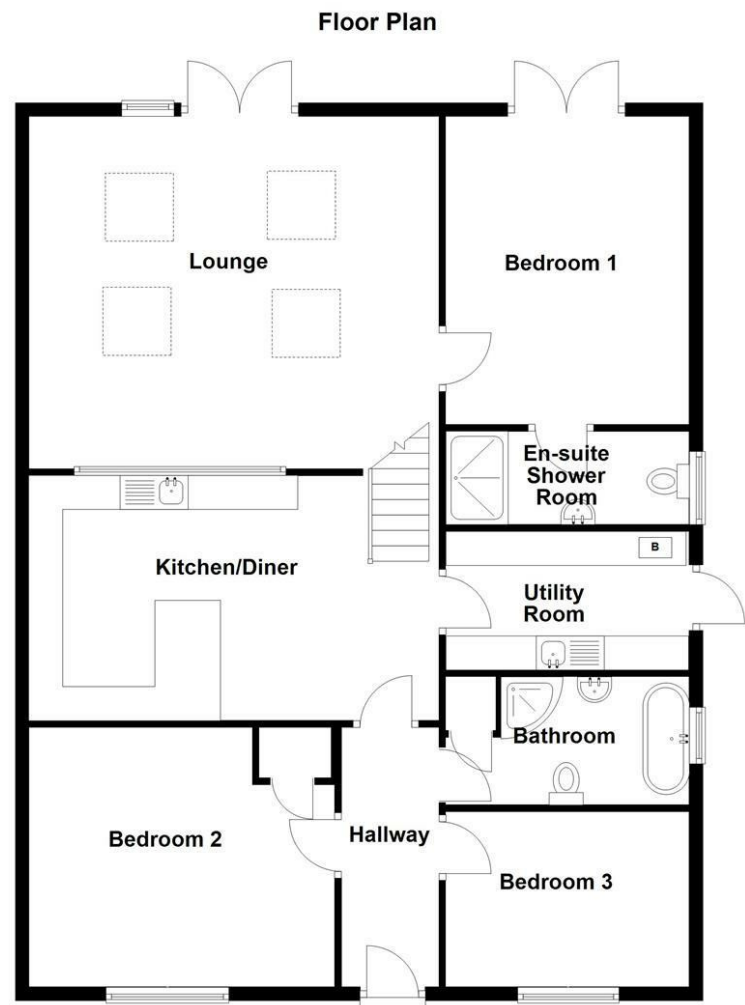 Floor Plan
Lounge
Bedroom 1
En-suite
Shower
Room
Kitchen/Diner
B
Utility
Room
Bathroom
Bedroom 2
Hallway
Bedroom 3